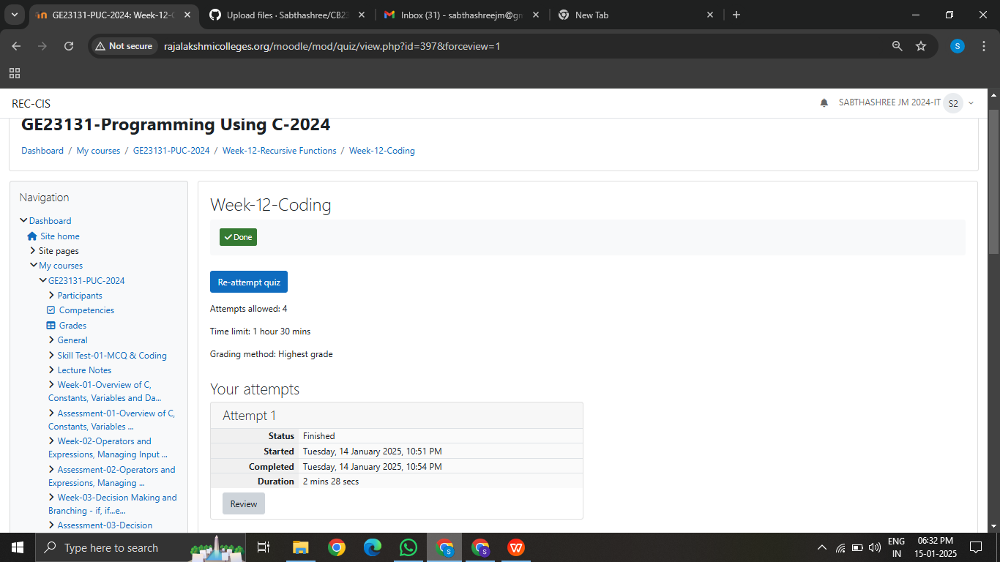 GE23131-PUC-2024: Week-12-C
Upload files · Sabthashree/CB23
Inbox (31) - sabthashreejm@gm
New Tab
Not secure
rajalakshmicolleges.org/moodle/mod/quiz/view.php?id=397&forceview=1
S
REC-CIS
SABTHASHREE JM 2024-IT
S2
GE23131-Programming Using C-2024
Dashboard / My courses / GE23131-PUC-2024 / Week-12-Recursive Functions / Week-12-Coding
Navigation
Dashboard
Site home
Site pages
My courses
GE23131-PUC-2024
Participants
Competencies
Grades
General
Skill Test-01-MCQ & Coding
Lecture Notes
Week-01-Overview of C,
Constants, Variables and Da...
Assessment-01-Overview of C,
Constants, Variables ...
Week-02-Operators and
Expressions, Managing Input ...
Assessment-02-Operators and
Expressions, Managing ...
Week-03-Decision Making and
Branching - if, if...e...
Assessment-03-Decision
Week-12-Coding
Done
Re-attempt quiz
Attempts allowed: 4
Time limit: 1 hour 30 mins
Grading method: Highest grade
Your attempts
Attempt 1
Status Finished
Started Tuesday, 14 January 2025, 10:51 PM
Completed Tuesday, 14 January 2025, 10:54 PM
Duration 2 mins 28 secs
Review
Type here to search
ENG
IN
06:32 PM
15-01-2025